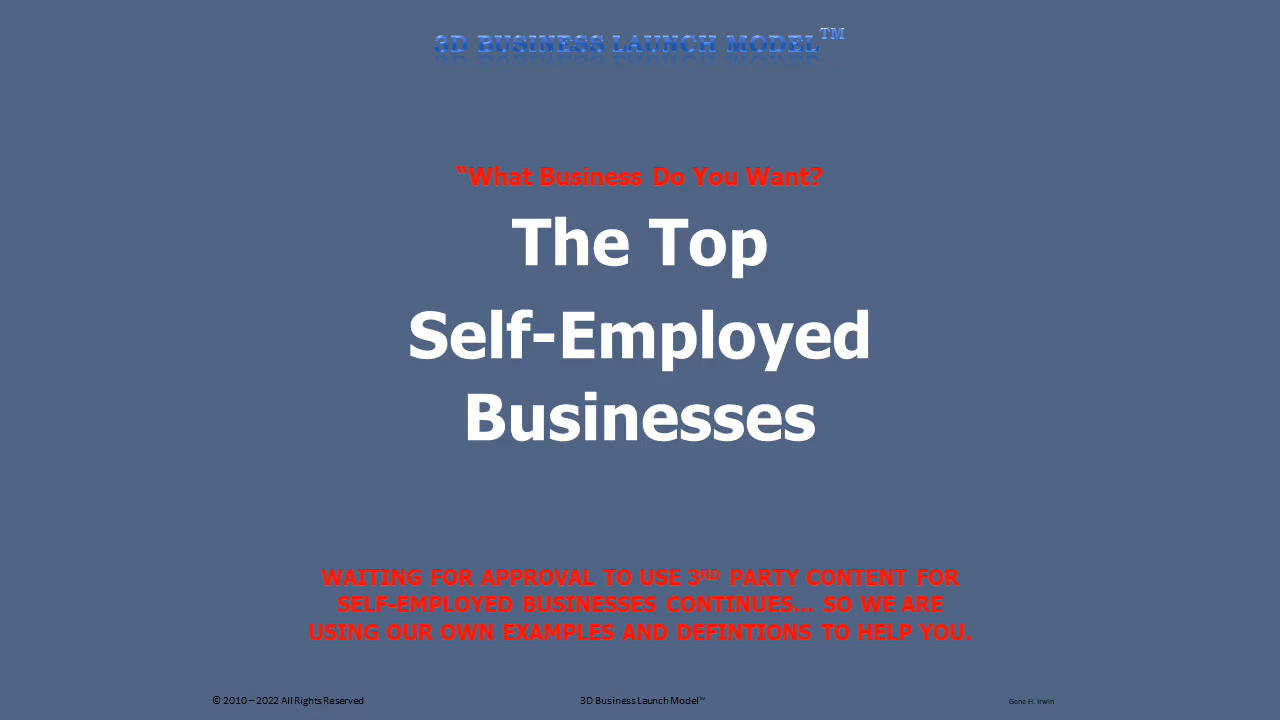 3D BUSINESS LAUNCH MODEL™
“What Business Do You Want?
The Top
Self-Employed
Businesses
WAITING FOR APPROVAL TO USE 3RD PARTY CONTENT FOR
SELF-EMPLOYED BUSINESSES CONTINUES… SO WE ARE
USING OUR OWN EXAMPLES AND DEFINTIONS TO HELP YOU.
© 2010 – 2022 All Rights Reserved
3D Business Launch Model™
Gene H. Irwin